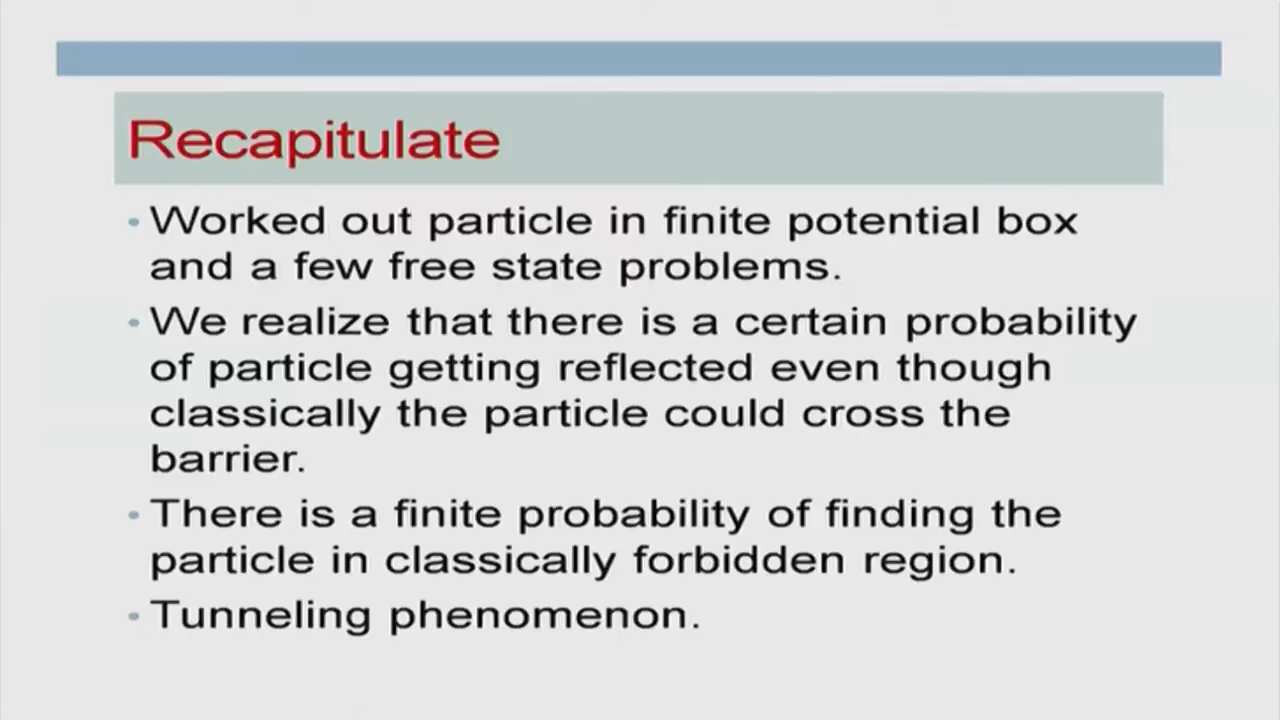 Recapitulate
• Worked out particle in finite potential box
and a few free state problems.
• We realize that there is a certain probability
of particle getting reflected even though
classically the particle could cross the
barrier.
• There is a finite probability of finding the
particle in classically forbidden region.
• Tunneling phenomenon.